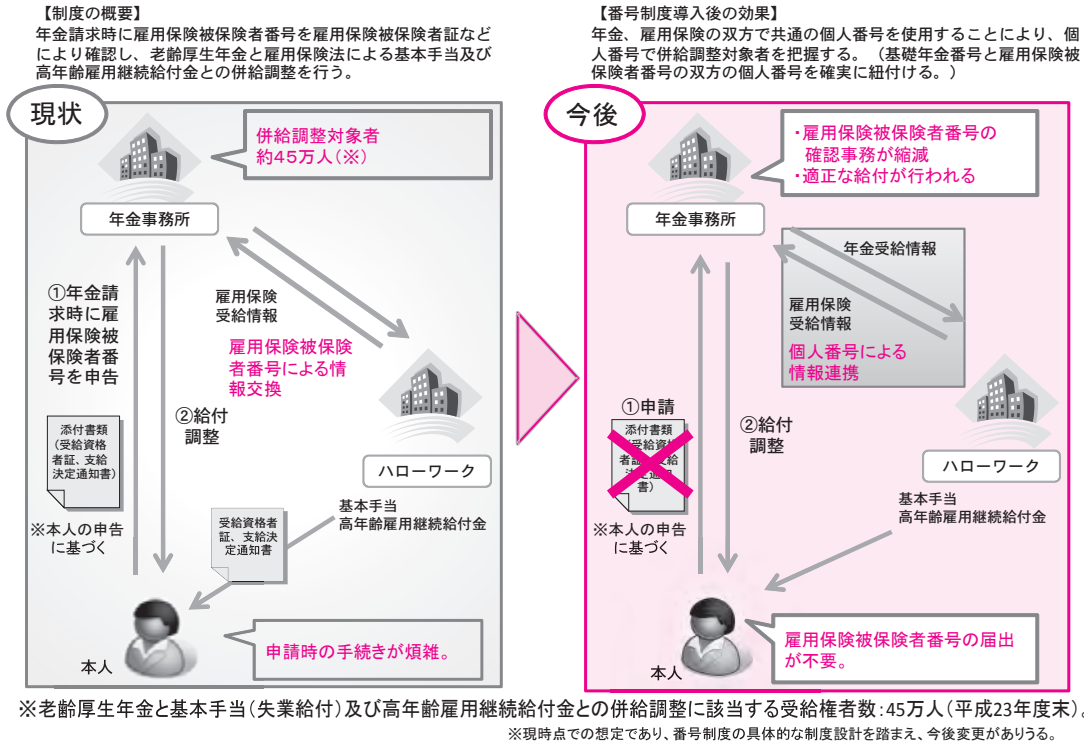 【制度の概要】
年金請求時に雇用保険被保険者番号を雇用保険被保険者証など
により確認し、老齢厚生年金と雇用保険法による基本手当及び
高年齢雇用継続給付金との併給調整を行う。
現状
併給調整対象者
約45万人(※)
年金事務所
①年金請
求時に雇
用保険被
保険者番
号を申告
雇用保険
受給情報
雇用保険被保険
者番号による情
報交換
②給付
調整
添付書類
(受給資格
者証、支給
決定通知書)
※本人の申告
に基づく
ハローワーク
受給資格者
証、支給決
定通知書
基本手当
高年齢雇用継続給付金
本人
申請時の手続きが煩雑。
【番号制度導入後の効果】
年金、雇用保険の双方で共通の個人番号を使用することにより、個
人番号で併給調整対象者を把握する。（基礎年金番号と雇用保険被
保険者番号の双方の個人番号を確実に紐付ける。）
今後
・雇用保険被保険者番号の
確認事務が縮減
・適正な給付が行われる
年金事務所
年金受給情報
雇用保険
受給情報
個人番号による
情報連携
①申請
添付書類
受給資
者証 支給
通
書)
②給付
調整
※本人の申告
に基づく
ハローワーク
基本手当
高年齢雇用継続給付金
本人
雇用保険被保険者番号の届出
が不要。
※老齢厚生年金と基本手当(失業給付)及び高年齢雇用継続給付金との併給調整に該当する受給権者数:45万人(平成23年度末)。
※現時点での想定であり、番号制度の具体的な制度設計を踏まえ、今後変更がありうる。